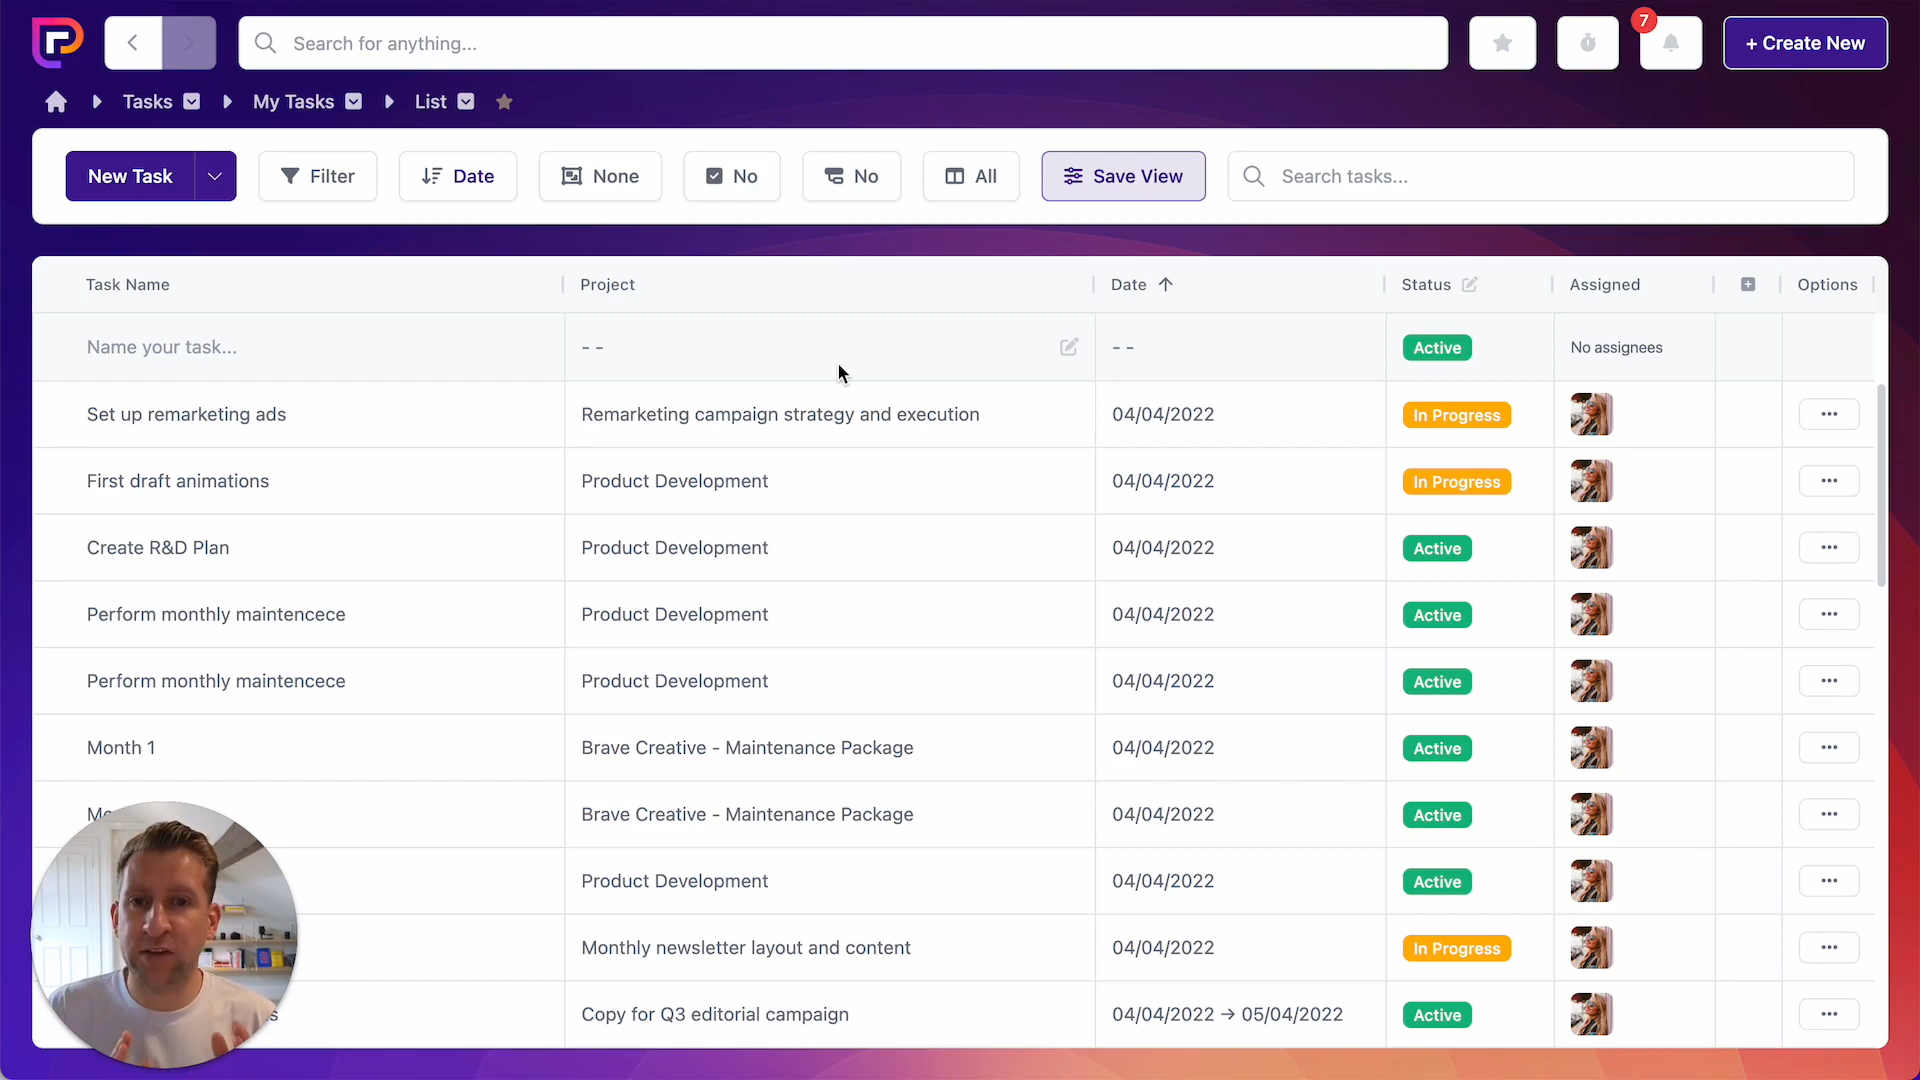 Search for anything...
7
+ Create New
Tasks
My Tasks
List
New Task
Filter
Date
None
No
No
All
Save View
Search tasks...
Task Name
Project
Date
Status
Assigned
Options
Name your task...
- -
- -
Active
No assignees
Set up remarketing ads
Remarketing campaign strategy and execution
04/04/2022
In Progress
First draft animations
Product Development
04/04/2022
In Progress
Create R&D Plan
Product Development
04/04/2022
Active
Perform monthly maintencece
Product Development
04/04/2022
Active
Perform monthly maintencece
Product Development
04/04/2022
Active
Month 1
Brave Creative - Maintenance Package
04/04/2022
Active
Brave Creative - Maintenance Package
04/04/2022
Active
Product Development
04/04/2022
Active
Monthly newsletter layout and content
04/04/2022
In Progress
Copy for Q3 editorial campaign
04/04/2022 → 05/04/2022
Active